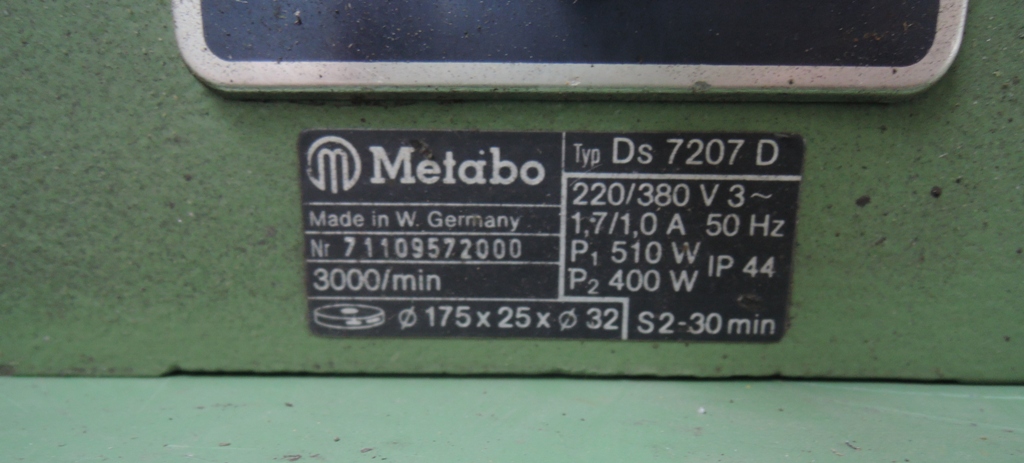 Metabo
Made in W. Germany
Nr 71109572000
3000/min
ø 175 x 25 x ø 32
Typ Ds 7207 D
220/380 V 3~
1,7/1,0 A 50 Hz
P1 510 W
P2 400 W
IP 44
S2-30 min